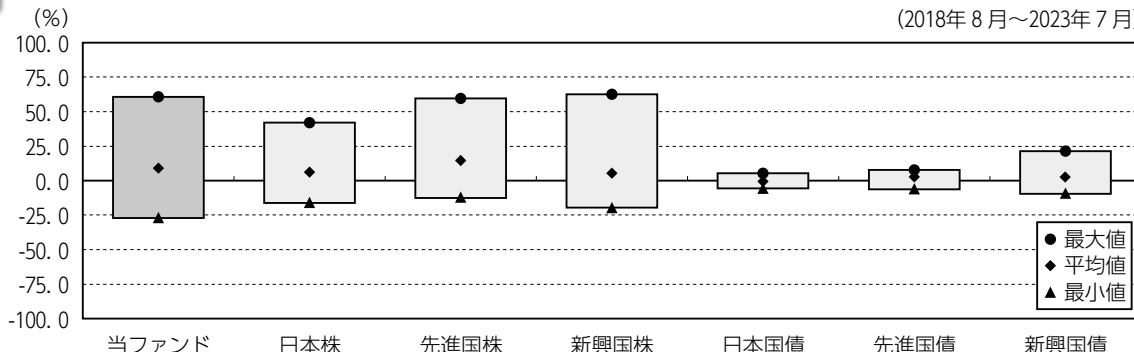 (%)
(2018年8月～2023年7月)
100.0
75.0
50.0
25.0
0.0
-25.0
-50.0
-75.0
-100.0
● 最大値
◆ 平均値
▲ 最小値
当ファンド 日本株 先進国株 新興国株 日本国債 先進国債 新興国債